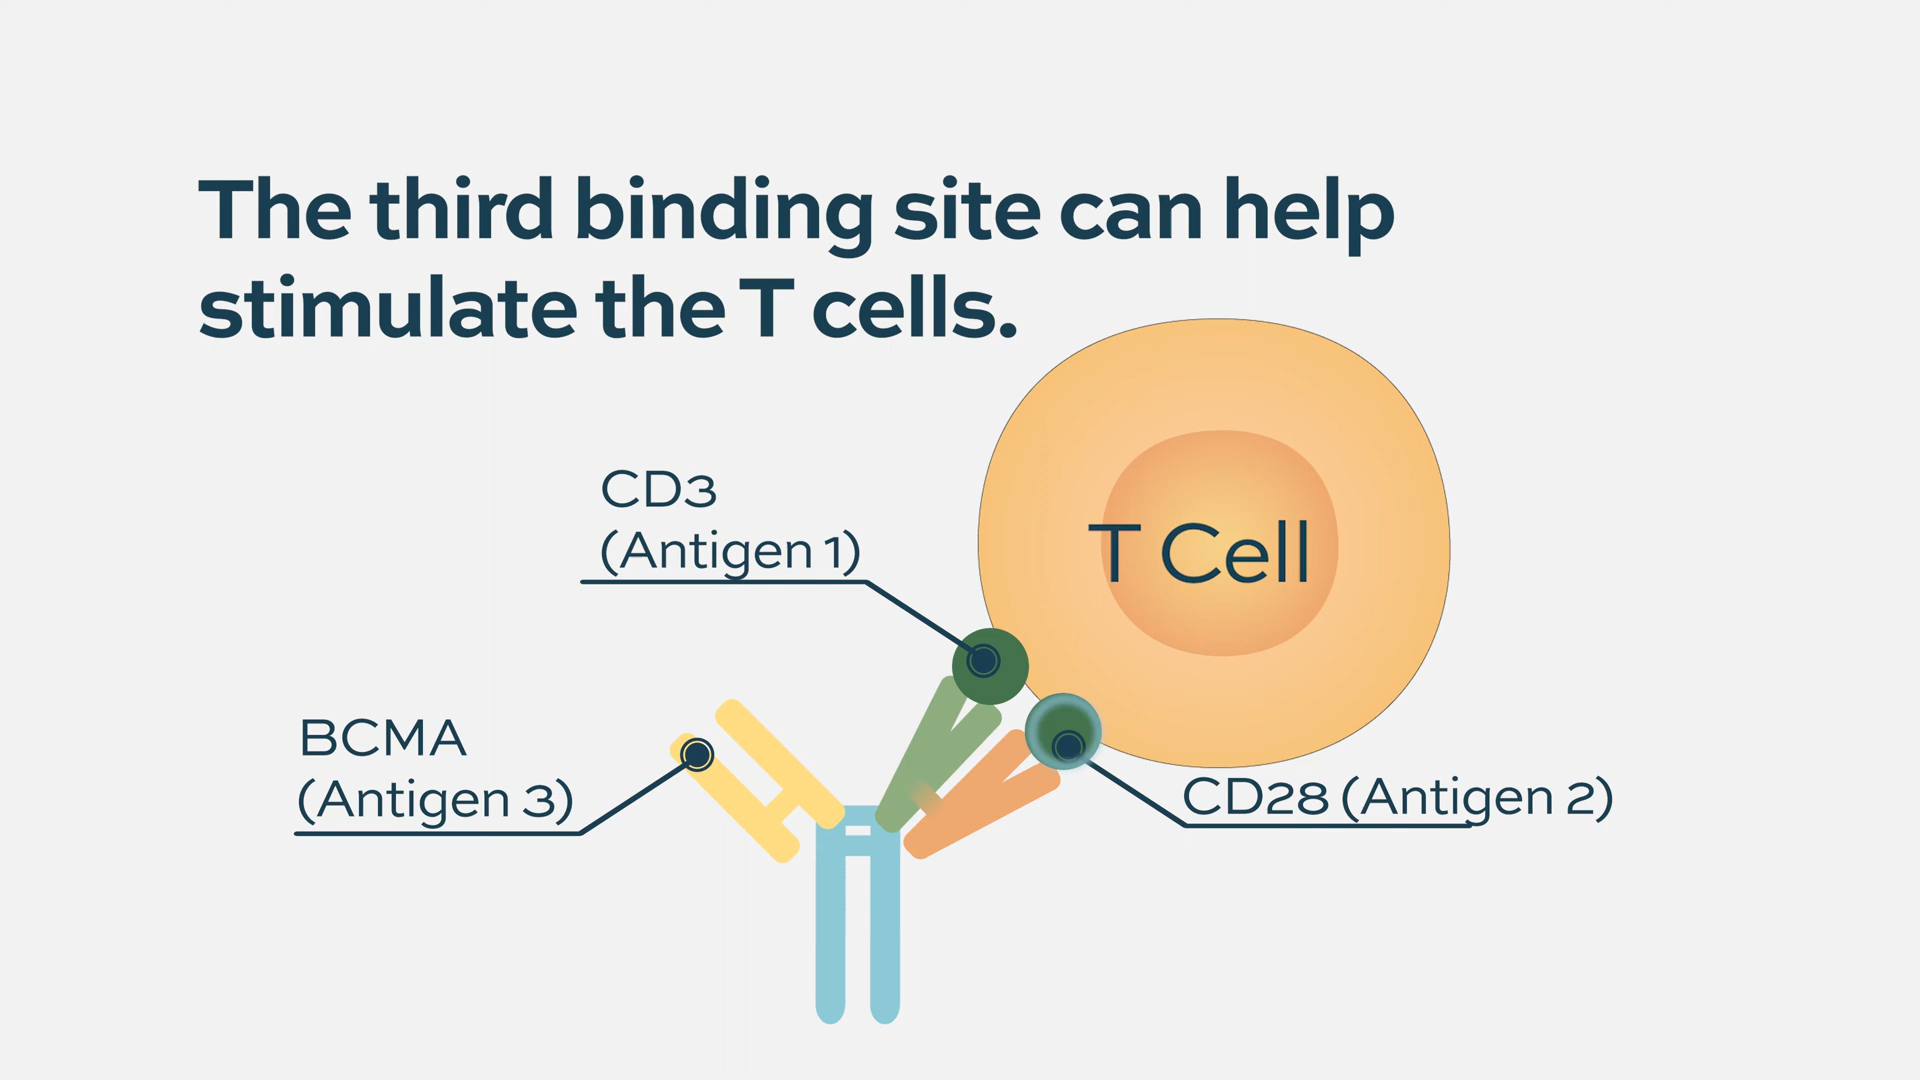 The third binding site can help
stimulate the T cells.
CD3
(Antigen 1)
T Cell
BCMA
(Antigen 3)
CD28 (Antigen 2)